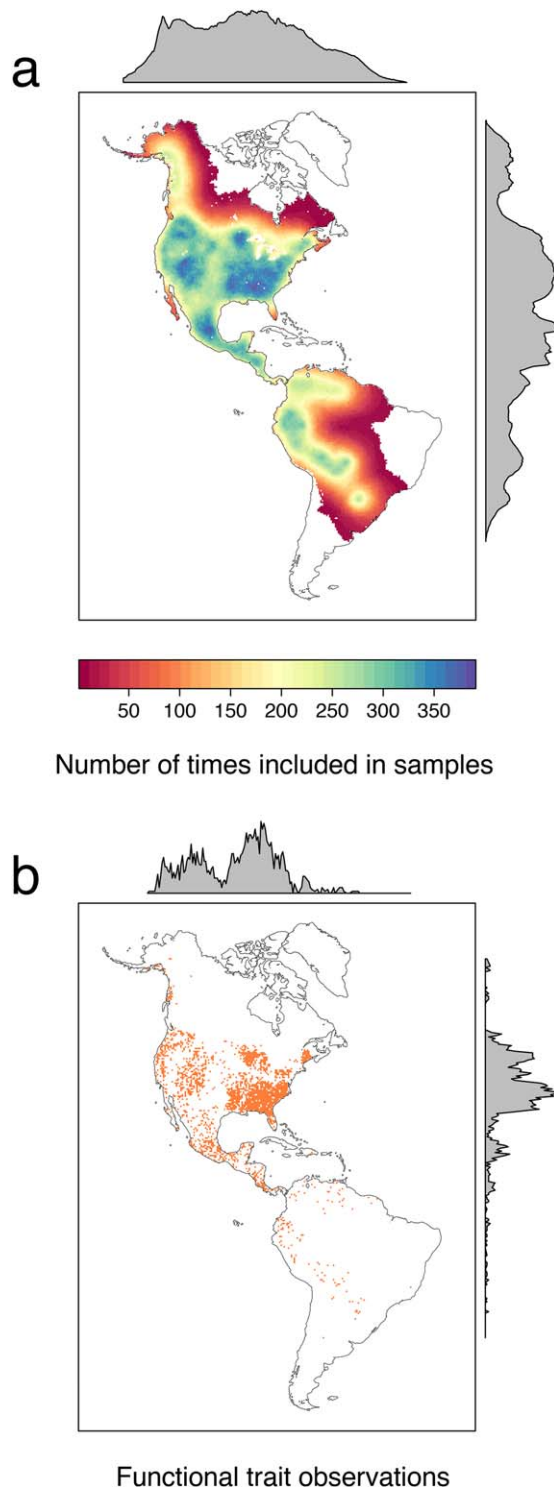 a
50 100 150 200 250 300 350
Number of times included in samples
b
Functional trait observations